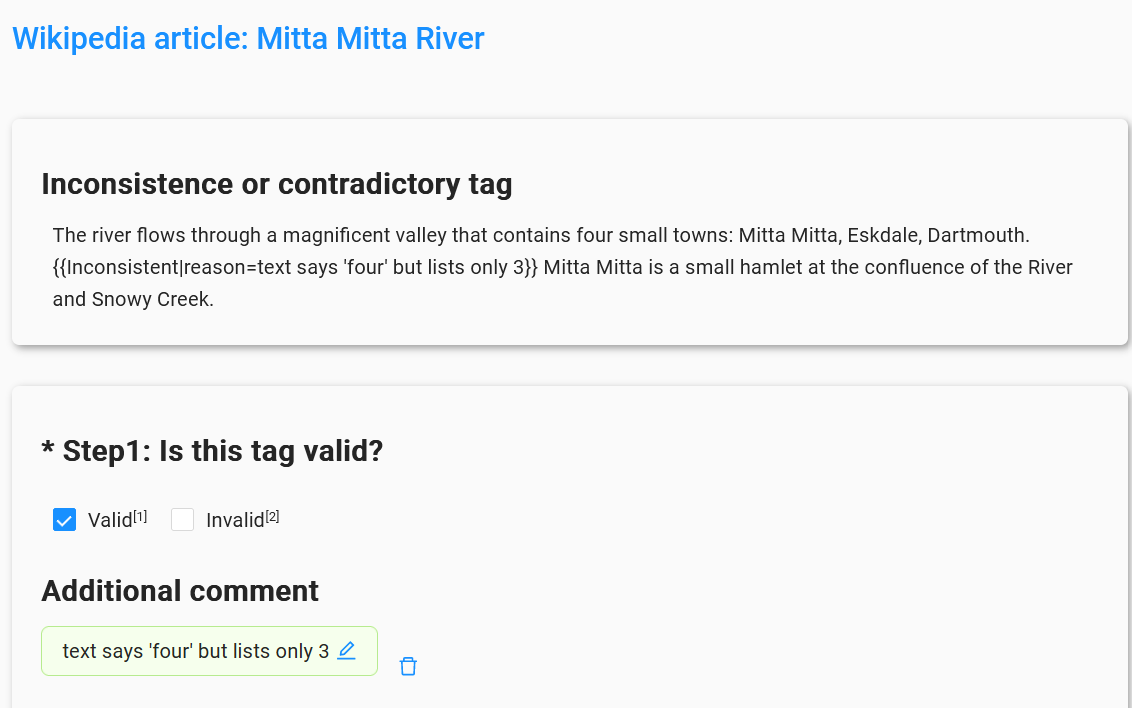 Wikipedia article: Mitta Mitta River
Inconsistence or contradictory tag
The river flows through a magnificent valley that contains four small towns: Mitta Mitta, Eskdale, Dartmouth.
{{Inconsistent|reason=text says 'four' but lists only 3}} Mitta Mitta is a small hamlet at the confluence of the River
and Snowy Creek.
* Step1: Is this tag valid?
Valid[1] Invalid[2]
Additional comment
text says 'four' but lists only 3